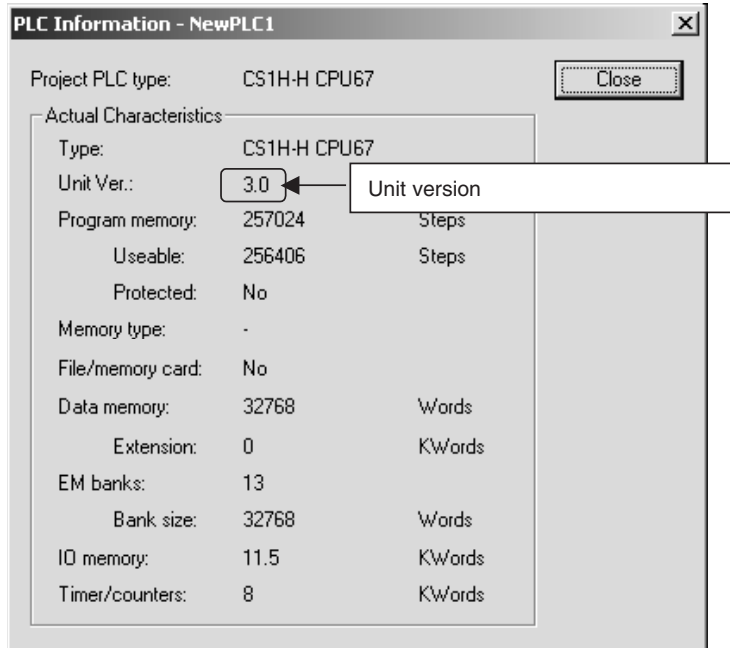 PLC Information - NewPLC1
Project PLC type: CS1H-H CPU67 Close
Actual Characteristics
Type: CS1H-H CPU67
Unit Ver.: 3.0 Unit version
Program memory: 257024 Steps
Useable: 256406 Steps
Protected: No
Memory type: -
File/memory card: No
Data memory: 32768 Words
Extension: 0 KWords
EM banks: 13
Bank size: 32768 Words
IO memory: 11.5 KWords
Timer/counters: 8 KWords